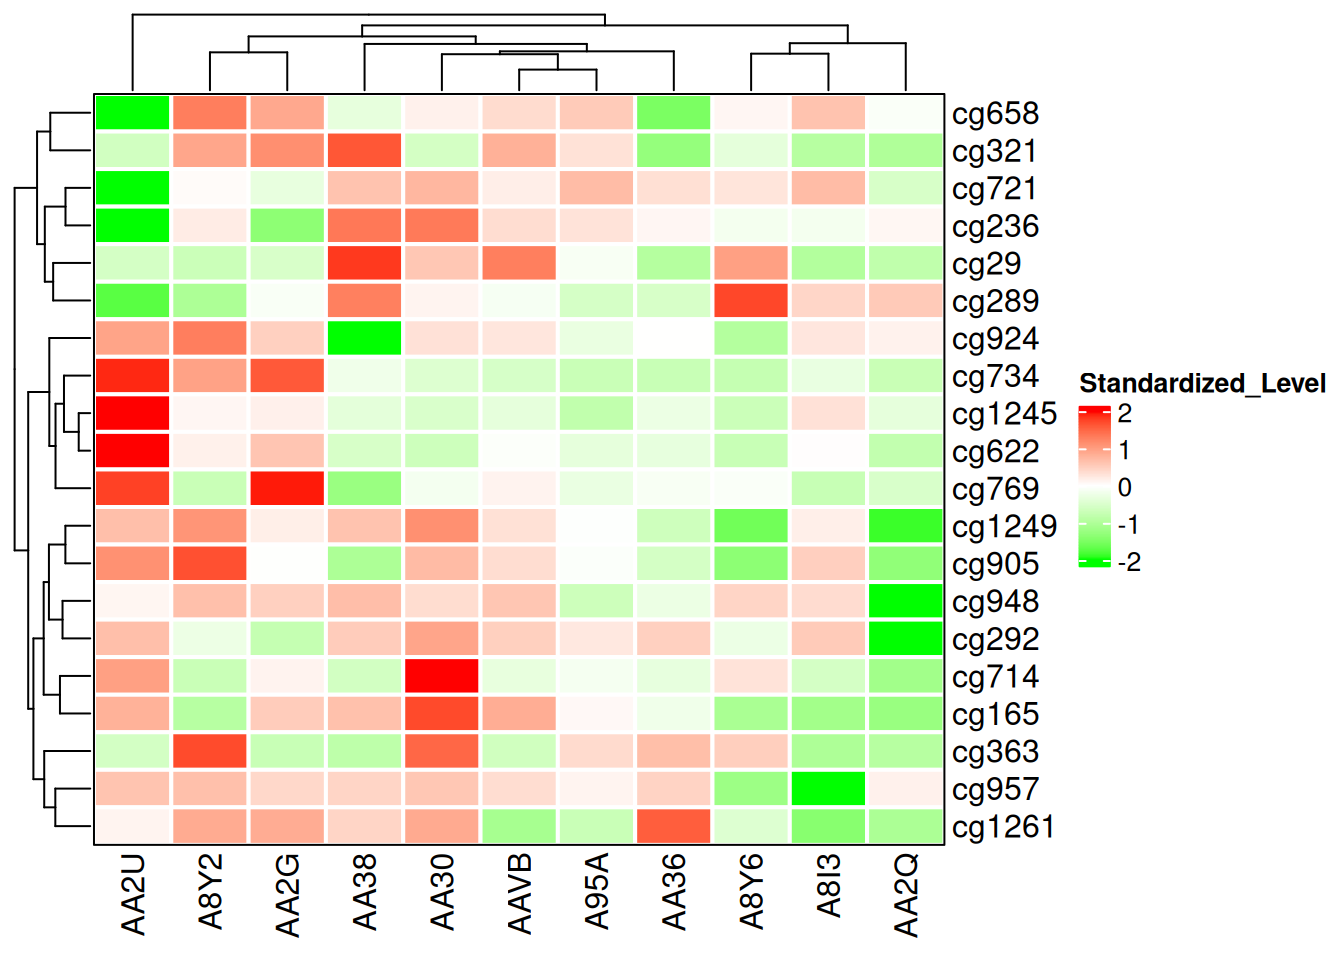 cg658
cg321
cg721
cg236
cg29
cg289
cg924
cg734
cg1245
cg622
cg769
cg1249
cg905
cg948
cg292
cg714
cg165
cg363
cg957
cg1261
AA2U
A8Y2
AA2G
AA38
AA30
AAVB
A95A
AA36
A8Y6
A8I3
AA2Q
Standardized_Level
2
1
0
-1
-2